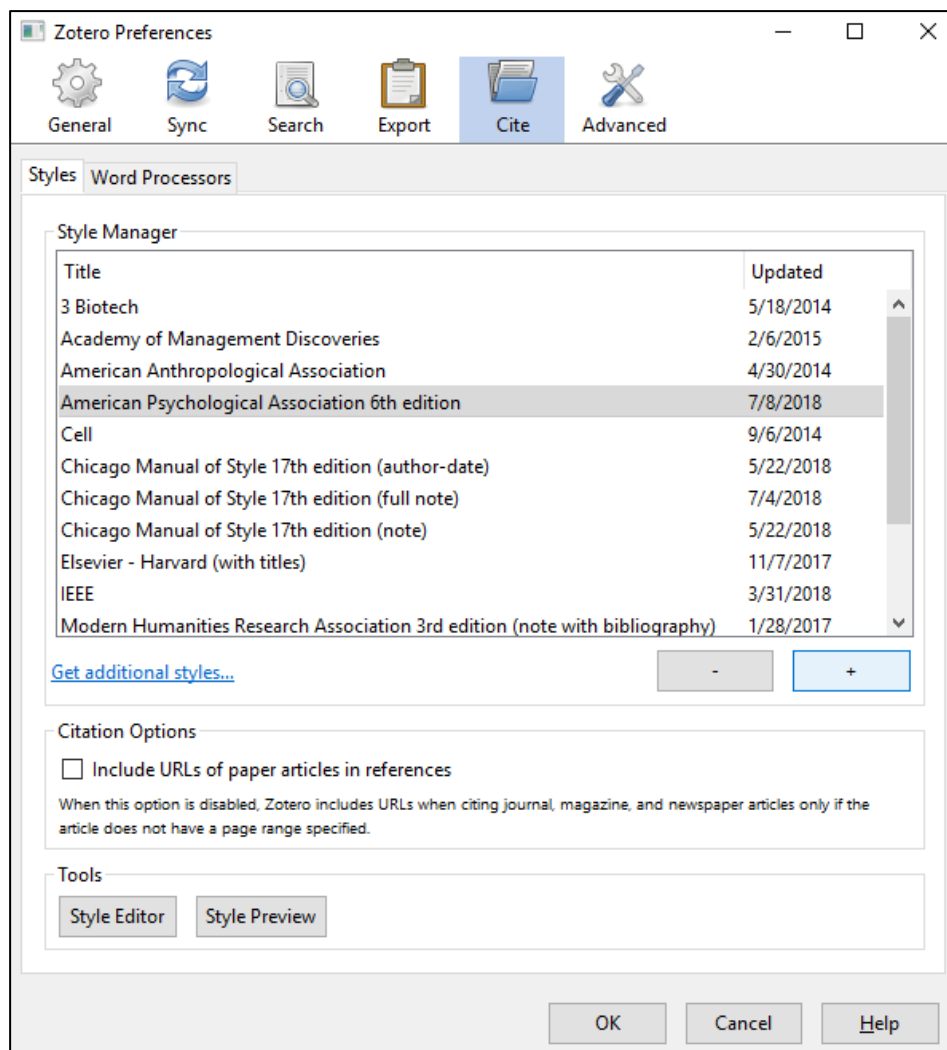 Zotero Preferences
General Sync Search Export Cite Advanced
Styles Word Processors
Style Manager
Title Updated
3 Biotech 5/18/2014
Academy of Management Discoveries 2/6/2015
American Anthropological Association 4/30/2014
American Psychological Association 6th edition 7/8/2018
Cell 9/6/2014
Chicago Manual of Style 17th edition (author-date) 5/22/2018
Chicago Manual of Style 17th edition (full note) 7/4/2018
Chicago Manual of Style 17th edition (note) 5/22/2018
Elsevier - Harvard (with titles) 11/7/2017
IEEE 3/31/2018
Modern Humanities Research Association 3rd edition (note with bibliography) 1/28/2017
Get additional styles... - +
Citation Options
Include URLs of paper articles in references
When this option is disabled, Zotero includes URLs when citing journal, magazine, and newspaper articles only if the
article does not have a page range specified.
Tools
Style Editor Style Preview
OK Cancel Help